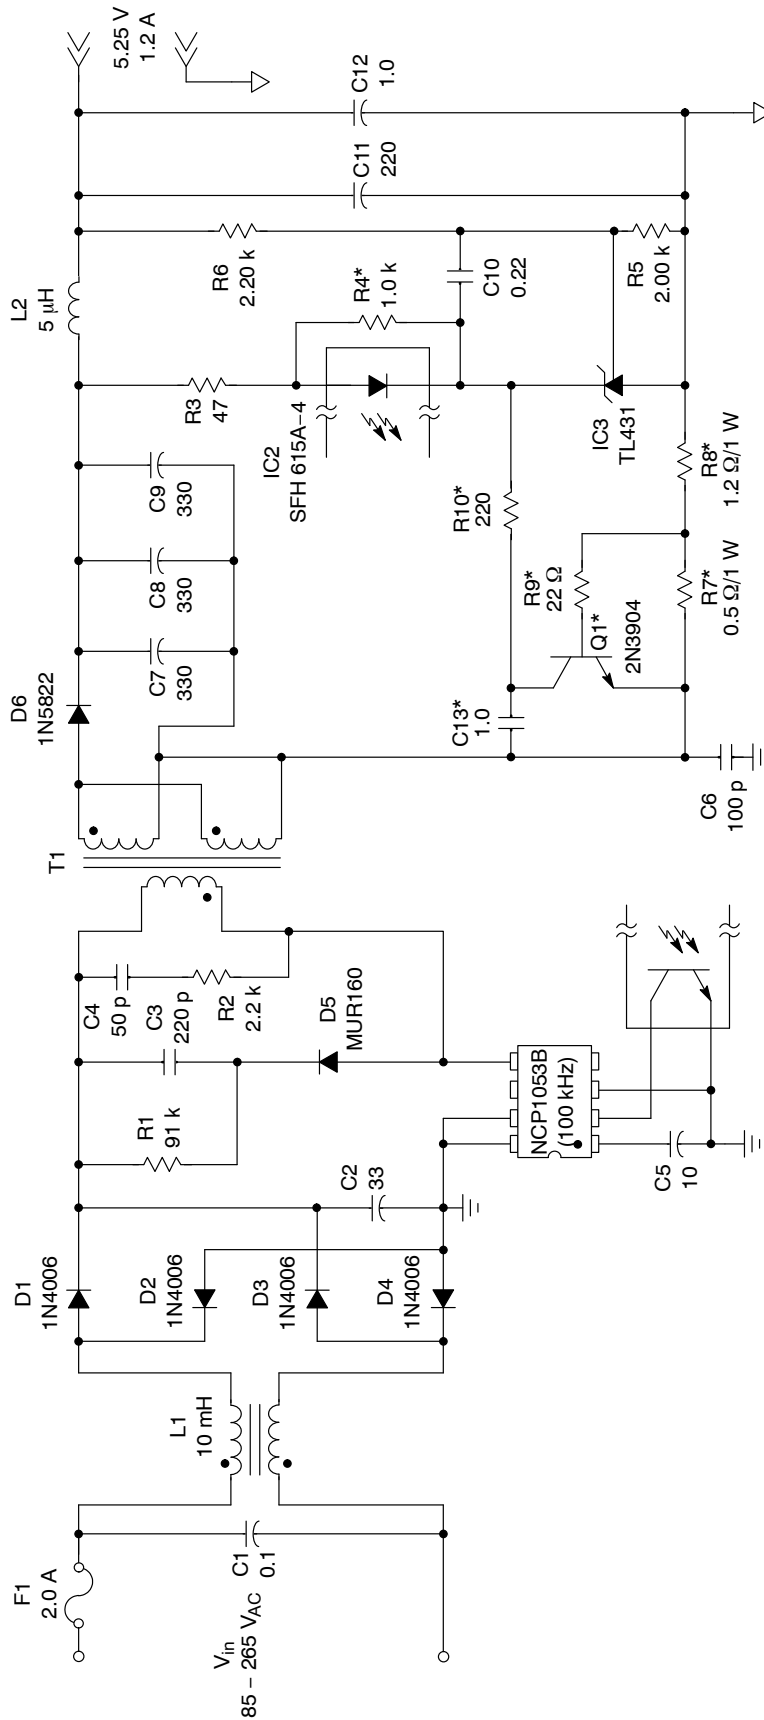 F1
2.0 A
Vin
85 – 265 VAC
C1
0.1
L1
10 mH
D1
1N4006
D2
1N4006
D3
1N4006
D4
1N4006
C2
33
R1
91 k
C4
50 p
C3
220 p
R2
2.2 k
D5
MUR160
NCP1053B
(100 kHz)
C5
10
T1
D6
1N5822
C7
330
C8
330
C9
330
L2
5 µH
5.25 V
1.2 A
R3
47
R6
2.20 k
C11
220
C12
1.0
IC2
SFH 615A–4
R4*
1.0 k
C10
0.22
R10*
220
C13*
1.0
R9*
22 Ω
Q1*
2N3904
IC3
TL431
R5
2.00 k
C6
100 p
R7*
0.5 Ω/1 W
R8*
1.2 Ω/1 W